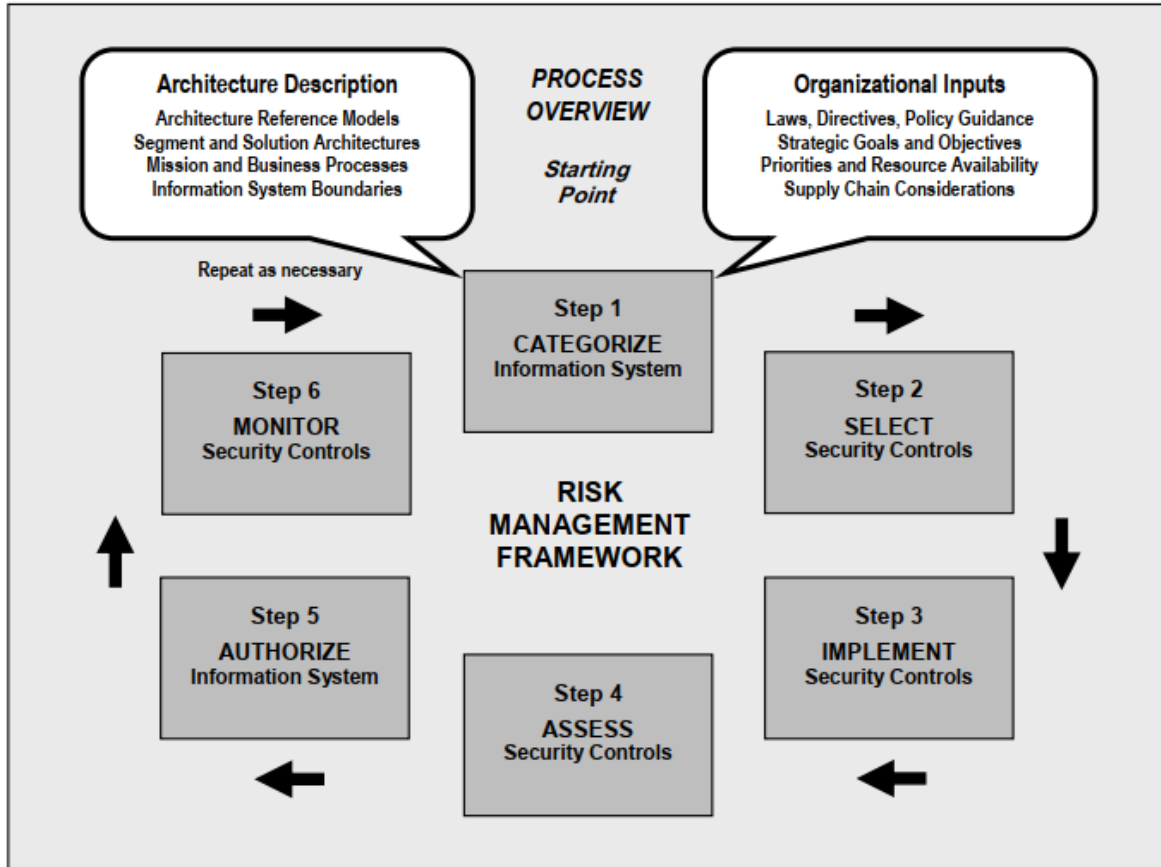 Architecture Description
Architecture Reference Models
Segment and Solution Architectures
Mission and Business Processes
Information System Boundaries
PROCESS
OVERVIEW
Starting
Point
Organizational Inputs
Laws, Directives, Policy Guidance
Strategic Goals and Objectives
Priorities and Resource Availability
Supply Chain Considerations
Repeat as necessary
Step 1
CATEGORIZE
Information System
Step 2
SELECT
Security Controls
Step 3
IMPLEMENT
Security Controls
Step 4
ASSESS
Security Controls
Step 5
AUTHORIZE
Information System
Step 6
MONITOR
Security Controls
RISK
MANAGEMENT
FRAMEWORK